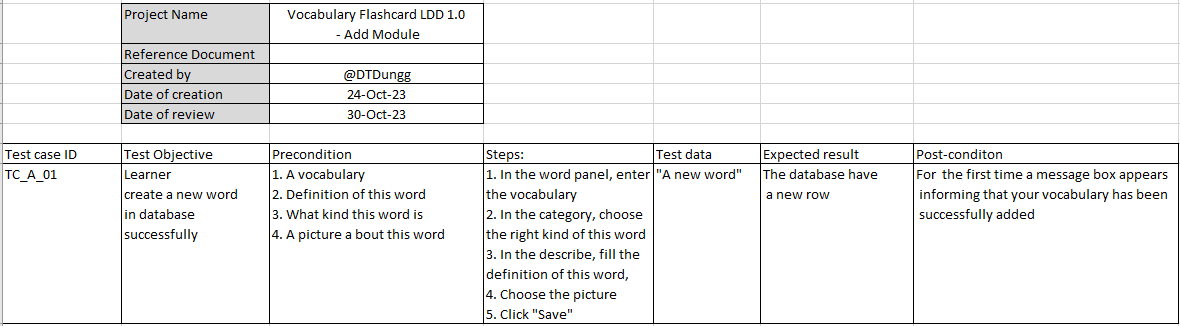 Project Name
Vocabulary Flashcard LDD 1.0
- Add Module
Reference Document
Created by
@DTDungg
Date of creation
24-Oct-23
Date of review
30-Oct-23
Test case ID
Test Objective
Precondition
Steps:
Test data
Expected result
Post-conditon
TC_A_01
Learner
create a new word
in database
successfully
1. A vocabulary
2. Definition of this word
3. What kind this word is
4. A picture a bout this word
1. In the word panel, enter
the vocabulary
2. In the category, choose
the right kind of this word
3. In the describe, fill the
definition of this word,
4. Choose the picture
5. Click "Save"
"A new word"
The database have
a new row
For the first time a message box appears
informing that your vocabulary has been
successfully added